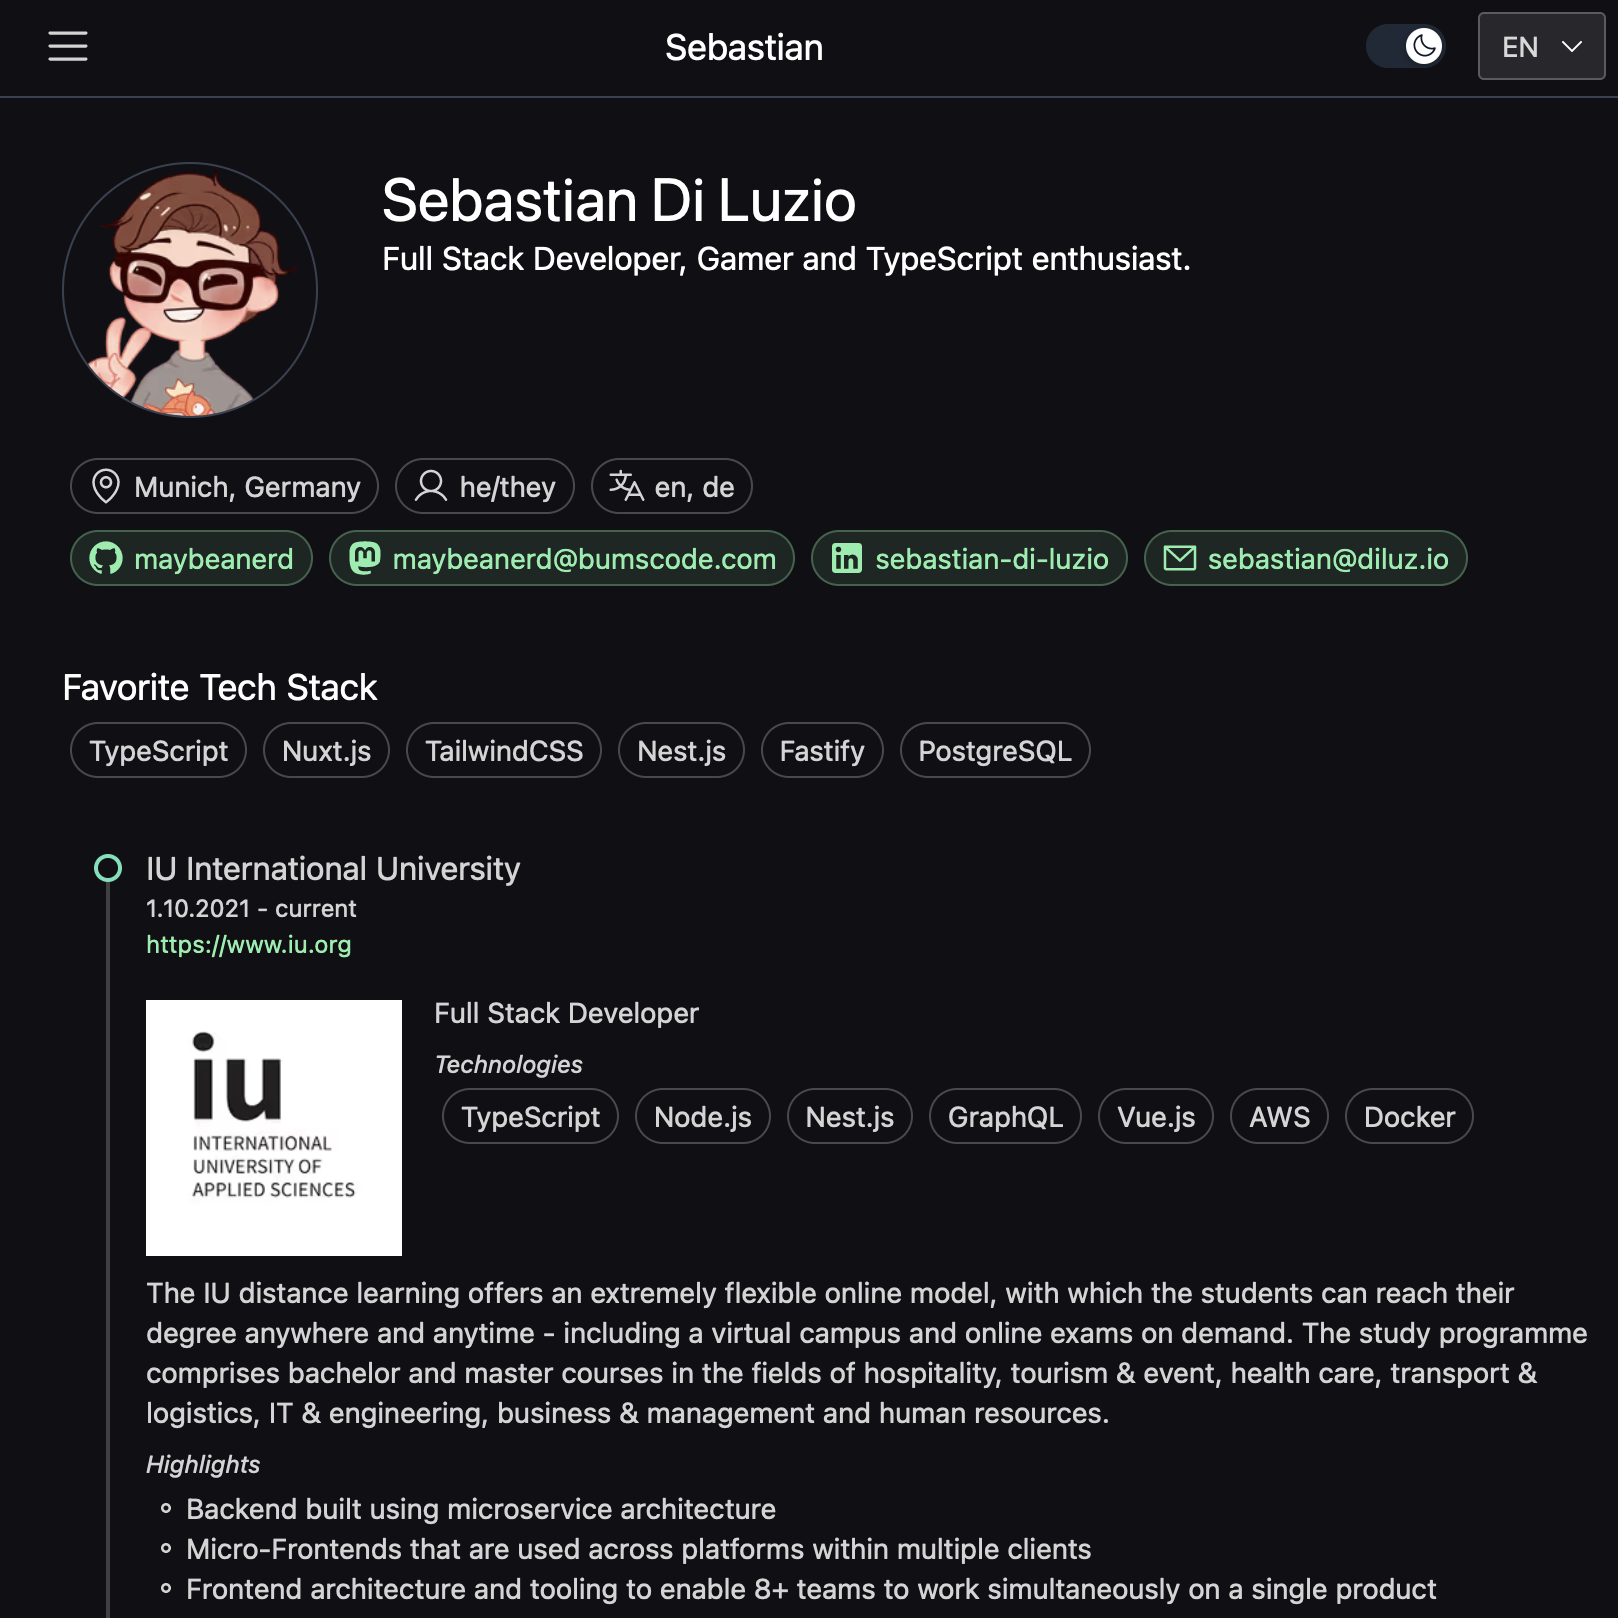 Sebastian
EN
Sebastian Di Luzio
Full Stack Developer, Gamer and TypeScript enthusiast.
Munich, Germany
he/they
en, de
maybeanerd
maybeanerd@bumscode.com
sebastian-di-luzio
sebastian@diluz.io
Favorite Tech Stack
TypeScript
Nuxt.js
TailwindCSS
Nest.js
Fastify
PostgreSQL
IU International University
1.10.2021 - current
https://www.iu.org
iu
INTERNATIONAL
UNIVERSITY OF
APPLIED SCIENCES
Full Stack Developer
Technologies
TypeScript
Node.js
Nest.js
GraphQL
Vue.js
AWS
Docker
The IU distance learning offers an extremely flexible online model, with which the students can reach their
degree anywhere and anytime - including a virtual campus and online exams on demand. The study programme
comprises bachelor and master courses in the fields of hospitality, tourism & event, health care, transport &
logistics, IT & engineering, business & management and human resources.
Highlights
Backend built using microservice architecture
Micro-Frontends that are used across platforms within multiple clients
Frontend architecture and tooling to enable 8+ teams to work simultaneously on a single product